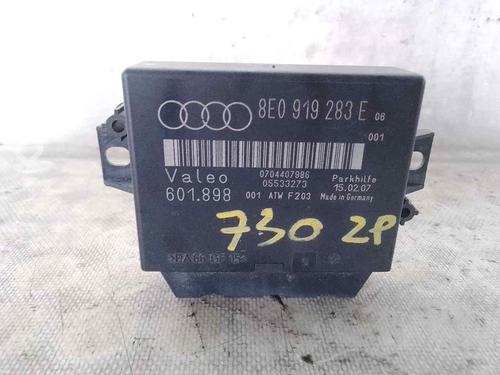 8E0 919 283 E 06
001
Valeo
0704407986
Parkhilfe
601.898
05533273
15.02.07
001 ATW F203
Made in Germany
730 2P